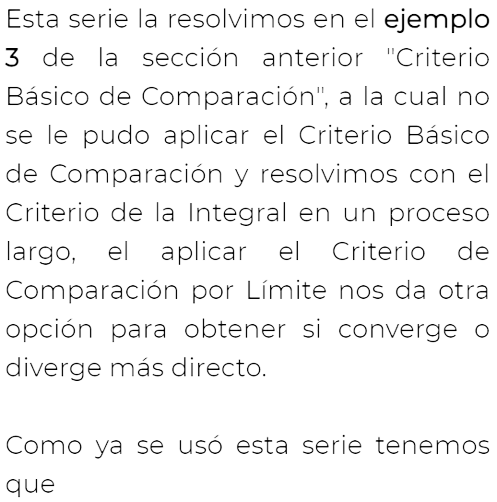 Esta serie la resolvimos en el ejemplo
3 de la sección anterior "Criterio
Básico de Comparación", a la cual no
se le pudo aplicar el Criterio Básico
de Comparación y resolvimos con el
Criterio de la Integral en un proceso
largo, el aplicar el Criterio de
Comparación por Límite nos da otra
opción para obtener si converge o
diverge más directo.
Como ya se usó esta serie tenemos
que